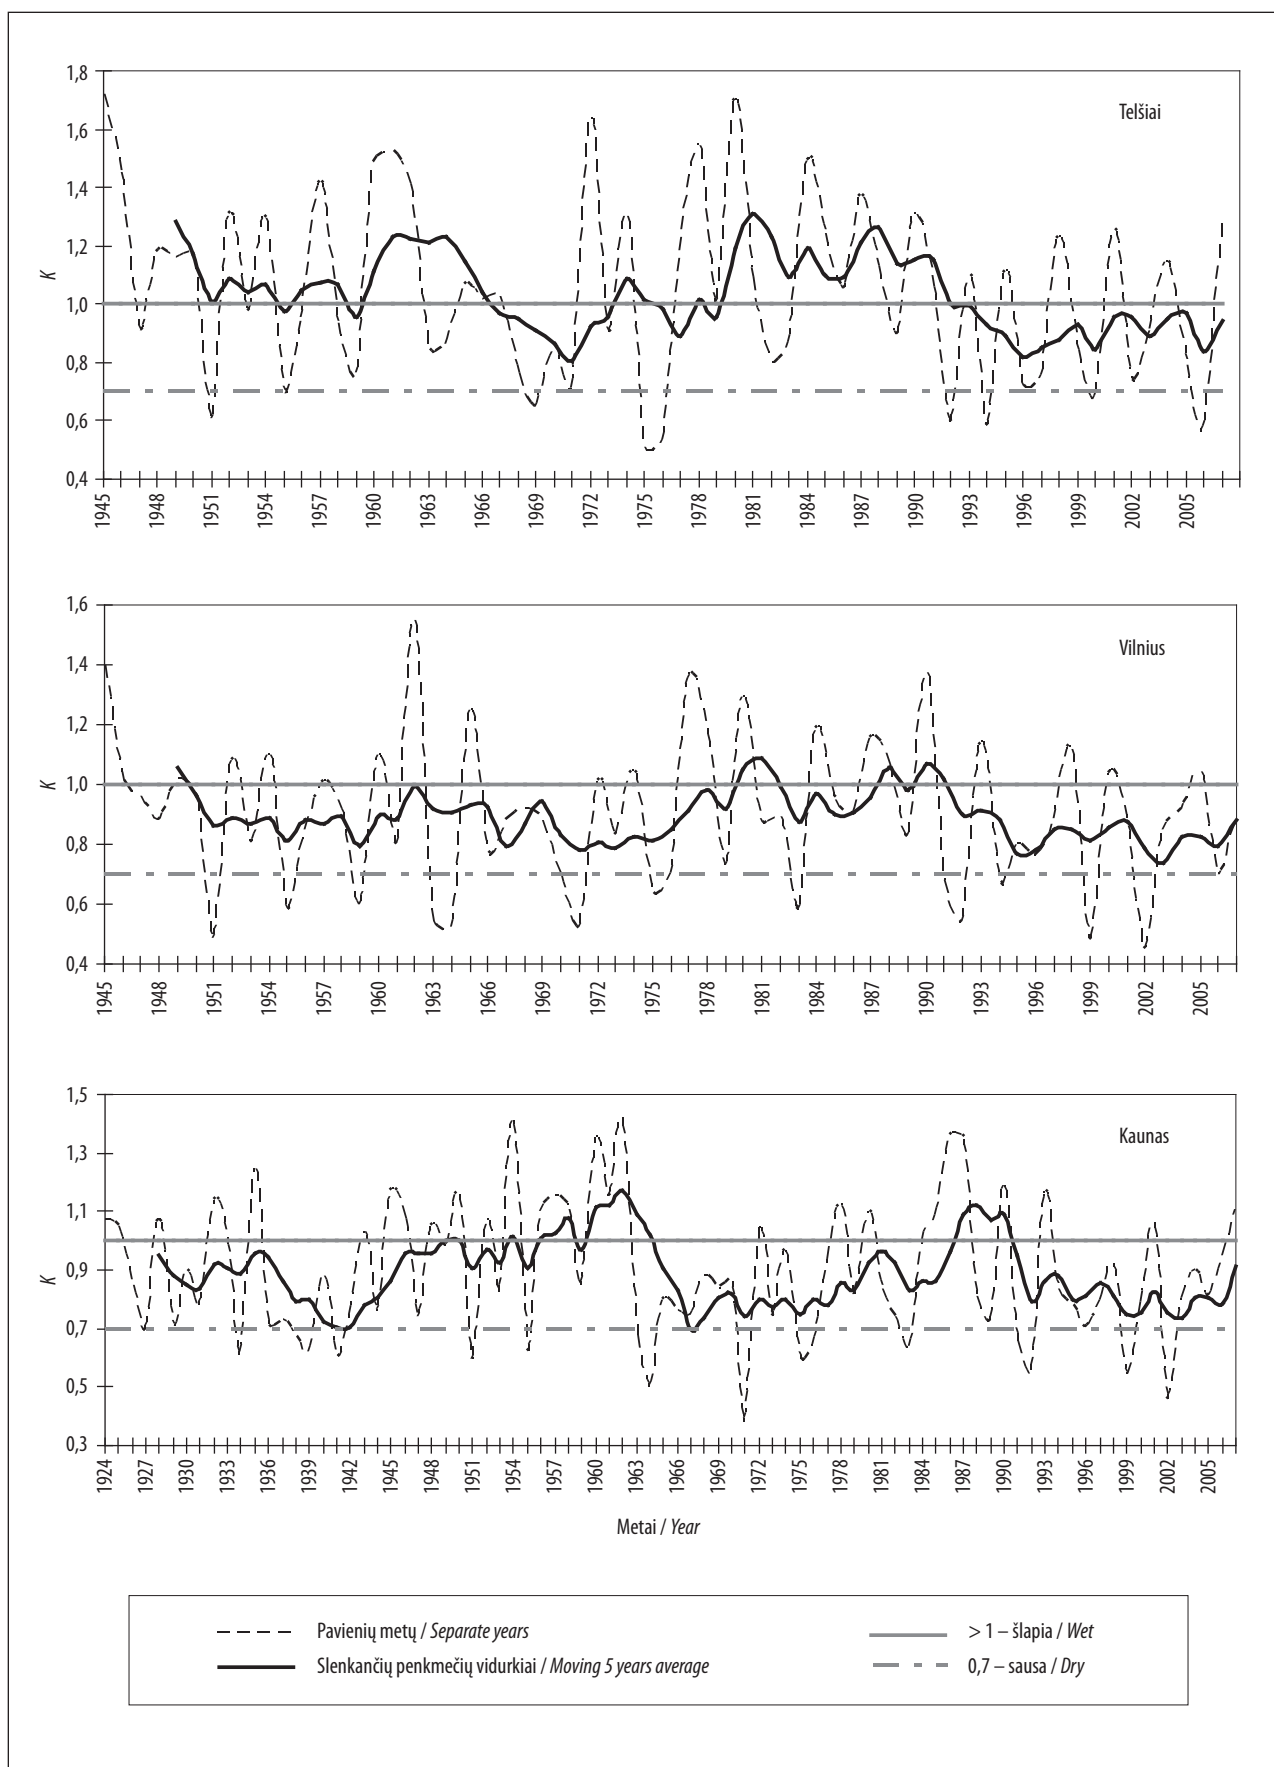 1,8
1,6
1,4
1,2
1,0
0,8
0,6
0,4
K
Telšiai
1945 1948 1951 1954 1957 1960 1963 1966 1969 1972 1975 1978 1981 1984 1987 1990 1993 1996 1999 2002 2005
1,6
1,4
1,2
1,0
0,8
0,6
0,4
K
Vilnius
1945 1948 1951 1954 1957 1960 1963 1966 1969 1972 1975 1978 1981 1984 1987 1990 1993 1996 1999 2002 2005
1,5
1,3
1,1
1,0
0,9
0,7
0,5
0,3
K
Kaunas
1924 1927 1930 1933 1936 1939 1942 1945 1948 1951 1954 1957 1960 1963 1966 1969 1972 1975 1978 1981 1984 1987 1990 1993 1996 1999 2002 2005
Metai / Year
Pavienių metų / Separate years
Slenkančių penkmečių vidurkiai / Moving 5 years average
> 1 – šlapia / Wet
0,7 – sausa / Dry